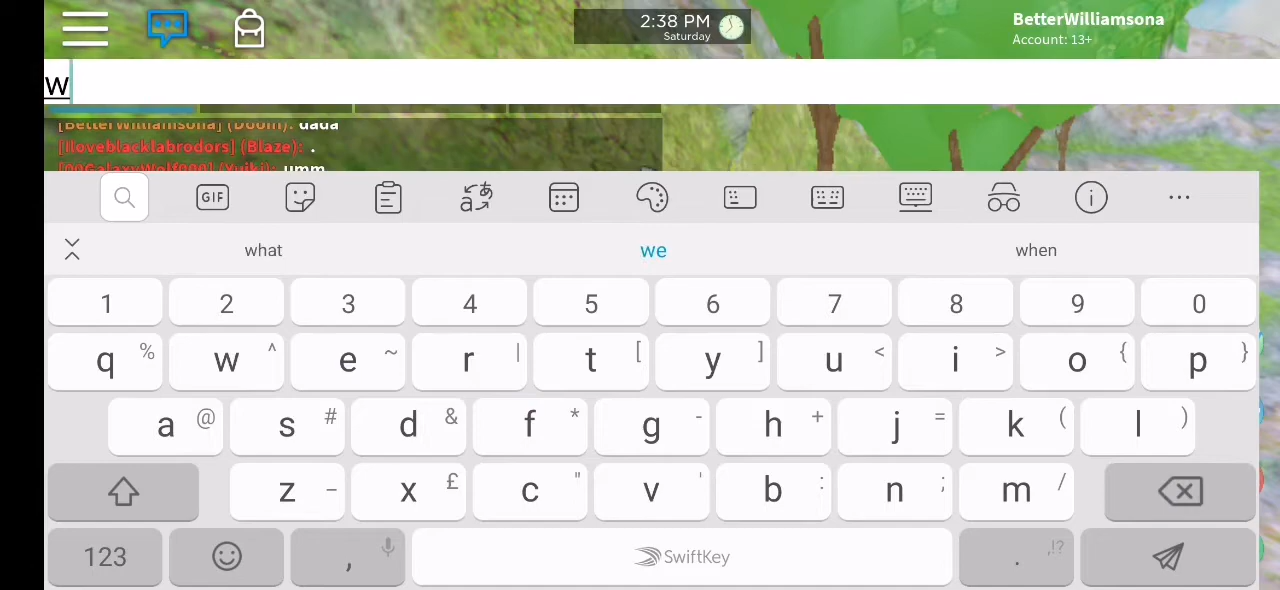 2:38 PM
Saturday
BetterWilliamsona
Account: 13+
w
[BetterWilliamsona] (Doom): dada
[Iloveblacklabrodors] (Blaze): .
umm
GIF
what we when
1 2 3 4 5 6 7 8 9 0
q % w ^ e ~ r | t [ y ] u < i > o { p }
a @ s # d & f * g - h + j = k ( l )
z _ x £ c " v ' b : n ; m /
123 , SwiftKey . ,!?